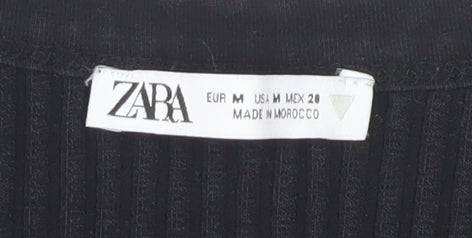 ZARA
EUR M USA M MEX 28
MADE IN MOROCCO